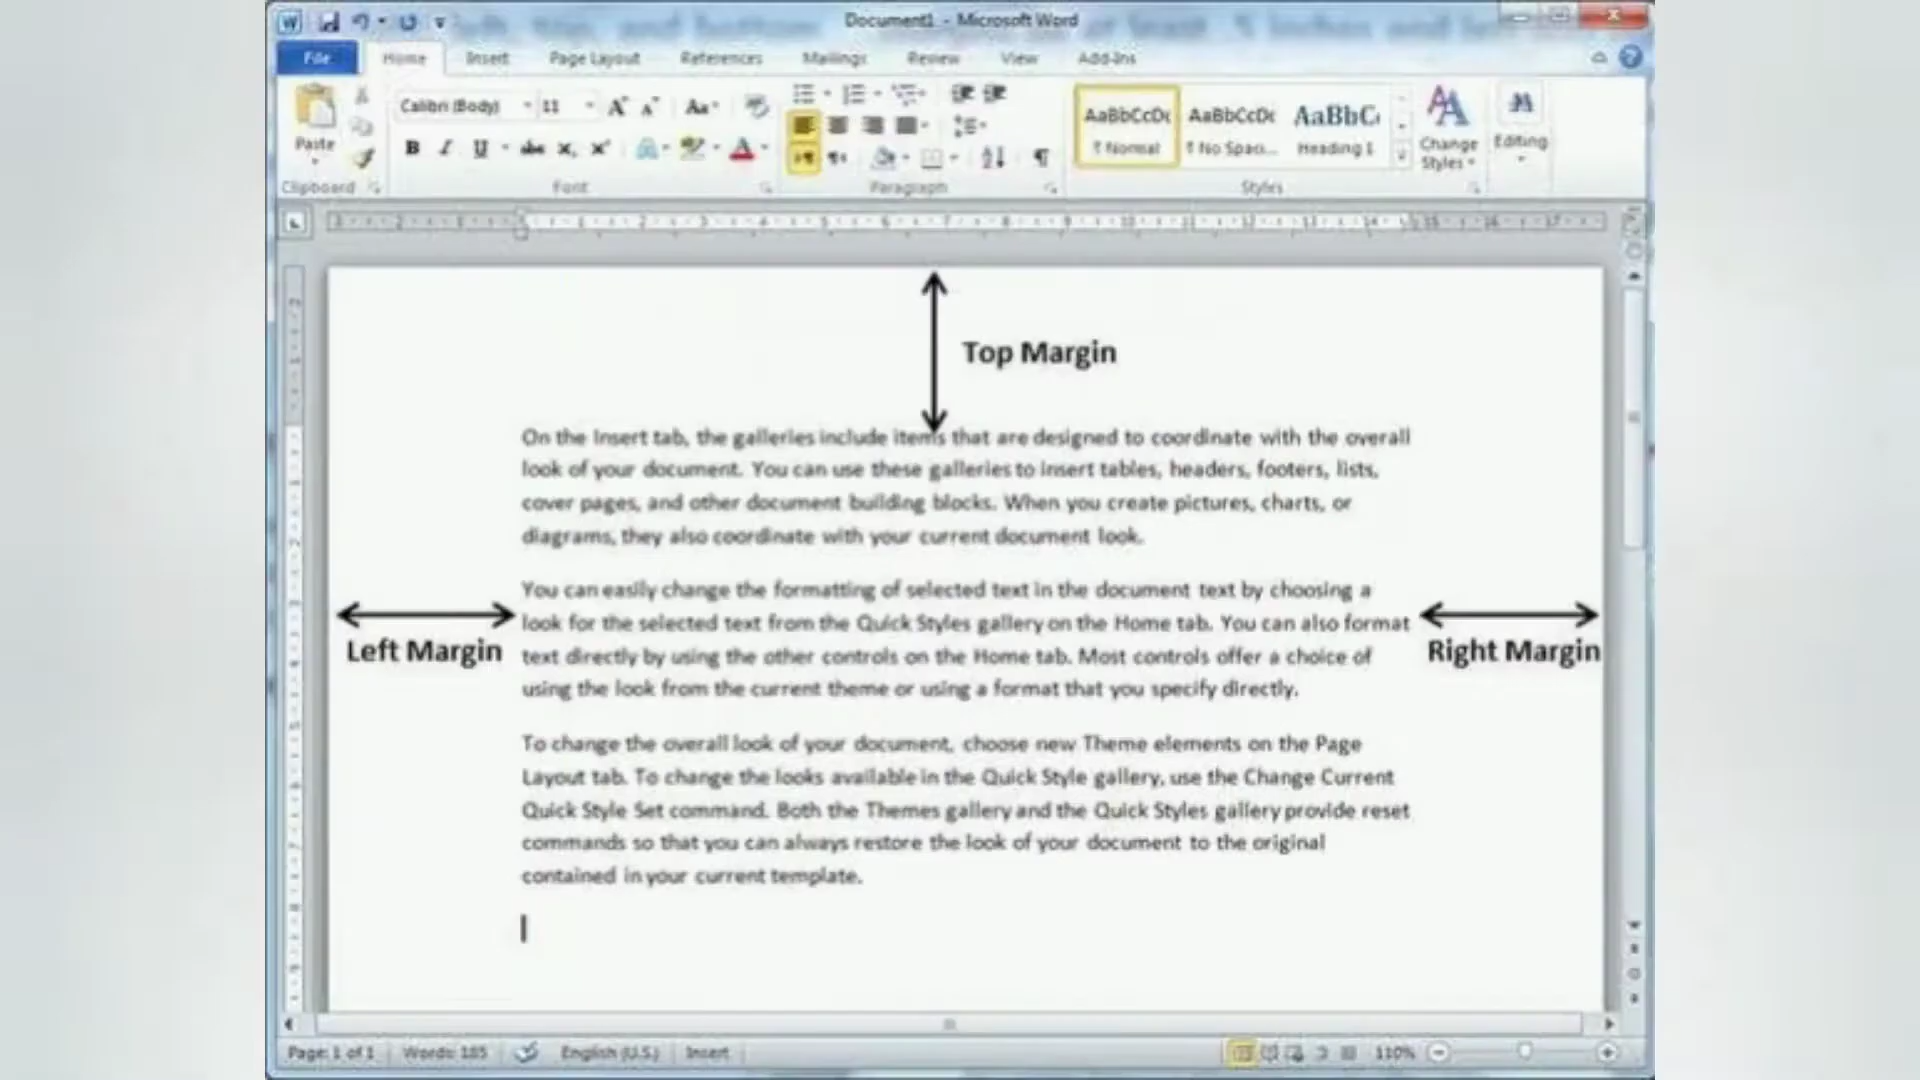 Document1 - Microsoft Word
File Home Insert Page Layout References Mailings Review View Add-Ins
Calibri (Body) 11
AaBbCcDc AaBbCcDc AaBbC
Paste
Normal No Spaci... Heading 1
Change Styles
Editing
Clipboard Font Paragraph Styles
Top Margin
On the Insert tab, the galleries include items that are designed to coordinate with the overall
look of your document. You can use these galleries to insert tables, headers, footers, lists,
cover pages, and other document building blocks. When you create pictures, charts, or
diagrams, they also coordinate with your current document look.
You can easily change the formatting of selected text in the document text by choosing a
look for the selected text from the Quick Styles gallery on the Home tab. You can also format
text directly by using the other controls on the Home tab. Most controls offer a choice of
using the look from the current theme or using a format that you specify directly.
Left Margin
Right Margin
To change the overall look of your document, choose new Theme elements on the Page
Layout tab. To change the looks available in the Quick Style gallery, use the Change Current
Quick Style Set command. Both the Themes gallery and the Quick Styles gallery provide reset
commands so that you can always restore the look of your document to the original
contained in your current template.
Page: 1 of 1 Words: 185 English (U.S.) Insert 110%